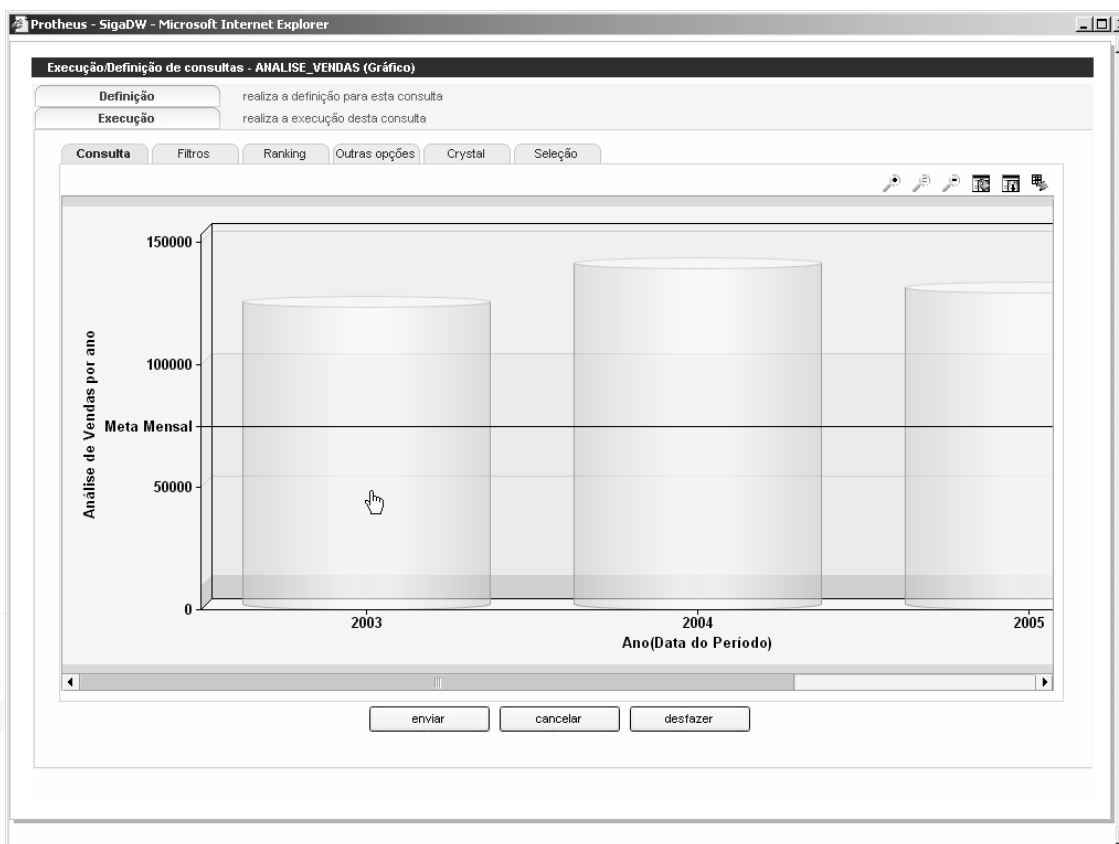 Protheus - SigaDW - Microsoft Internet Explorer
Execução/Definição de consultas - ANALISE_VENDAS (Gráfico)
Definição realiza a definição para esta consulta
Execução realiza a execução desta consulta
Consulta Filtros Ranking Outras opções Crystal Seleção
Análise de Vendas por ano
150000
100000
Meta Mensal
50000
0
2003 2004 2005
Ano(Data do Período)
enviar cancelar desfazer